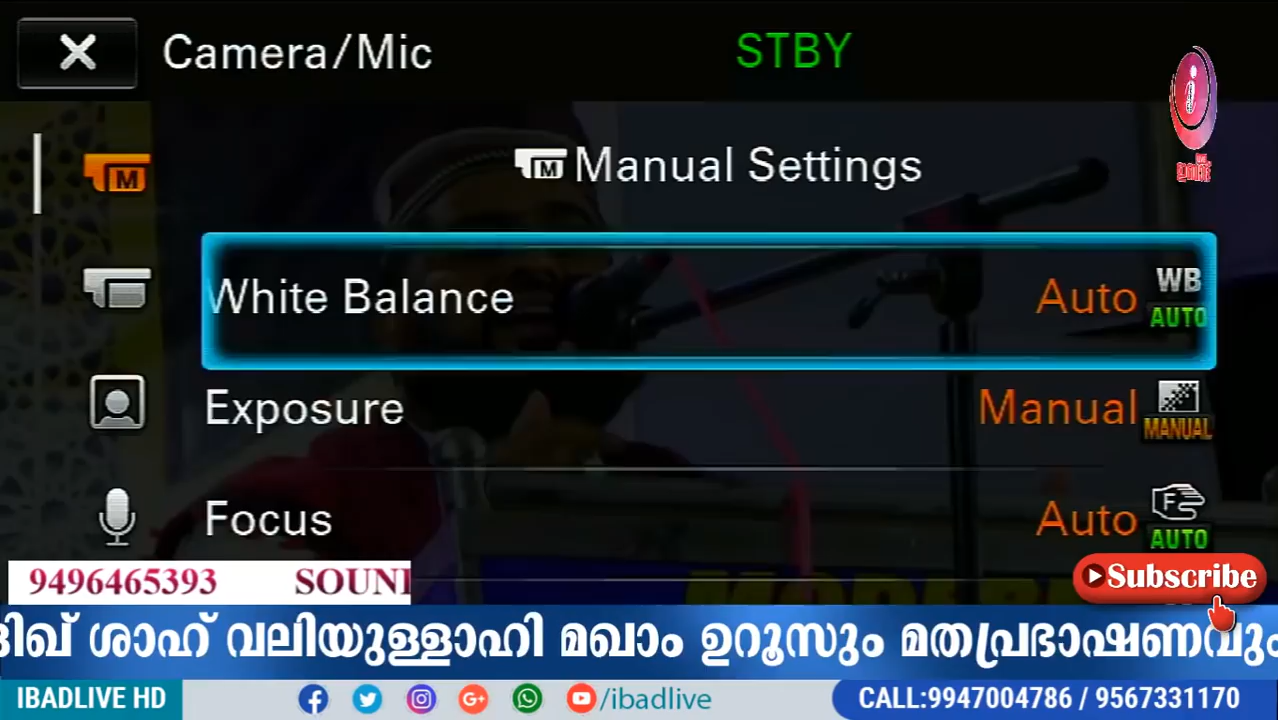 Camera/Mic
STBY
i
M
M Manual Settings
White Balance
Auto
WB
AUTO
Exposure
Manual
MANUAL
Focus
Auto
F
AUTO
9496465393 SOUN
Subscribe
ശാഹ് വലിയുള്ളാഹി മഖാം ഉറൂസും മതപ്രഭാഷണവും
IBADLIVE HD
/ibadlive
CALL:9947004786 / 9567331170